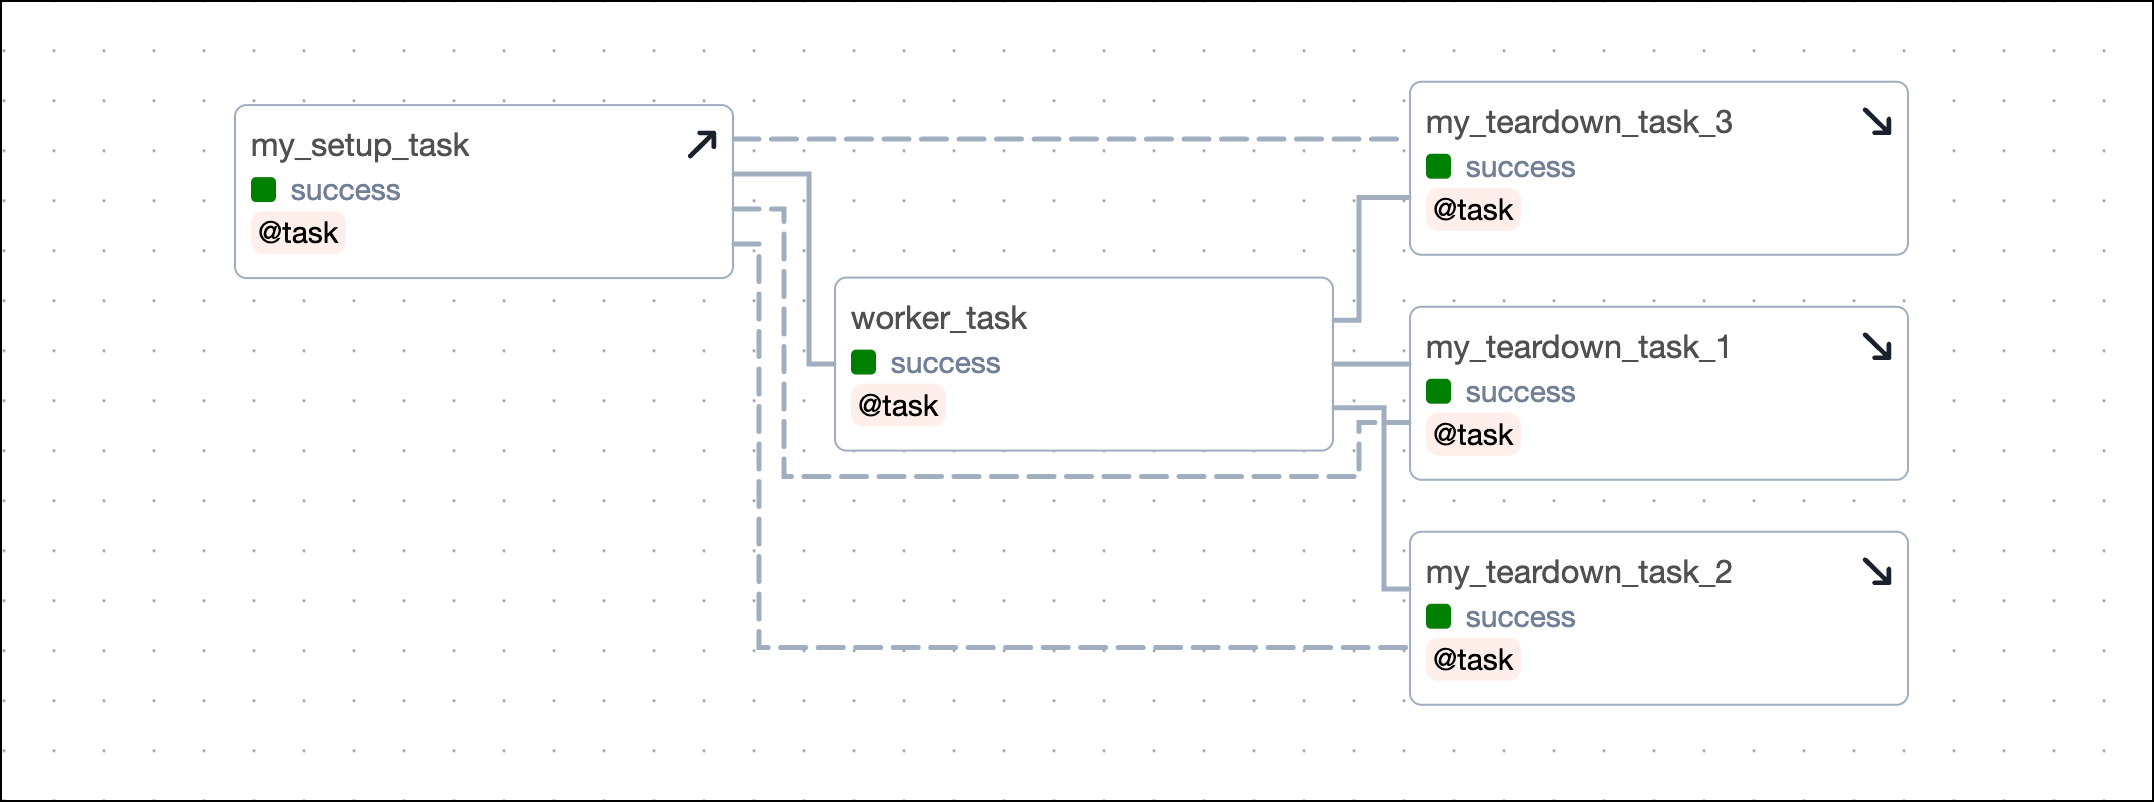 my_setup_task
success
@task
worker_task
success
@task
my_teardown_task_3
success
@task
my_teardown_task_1
success
@task
my_teardown_task_2
success
@task